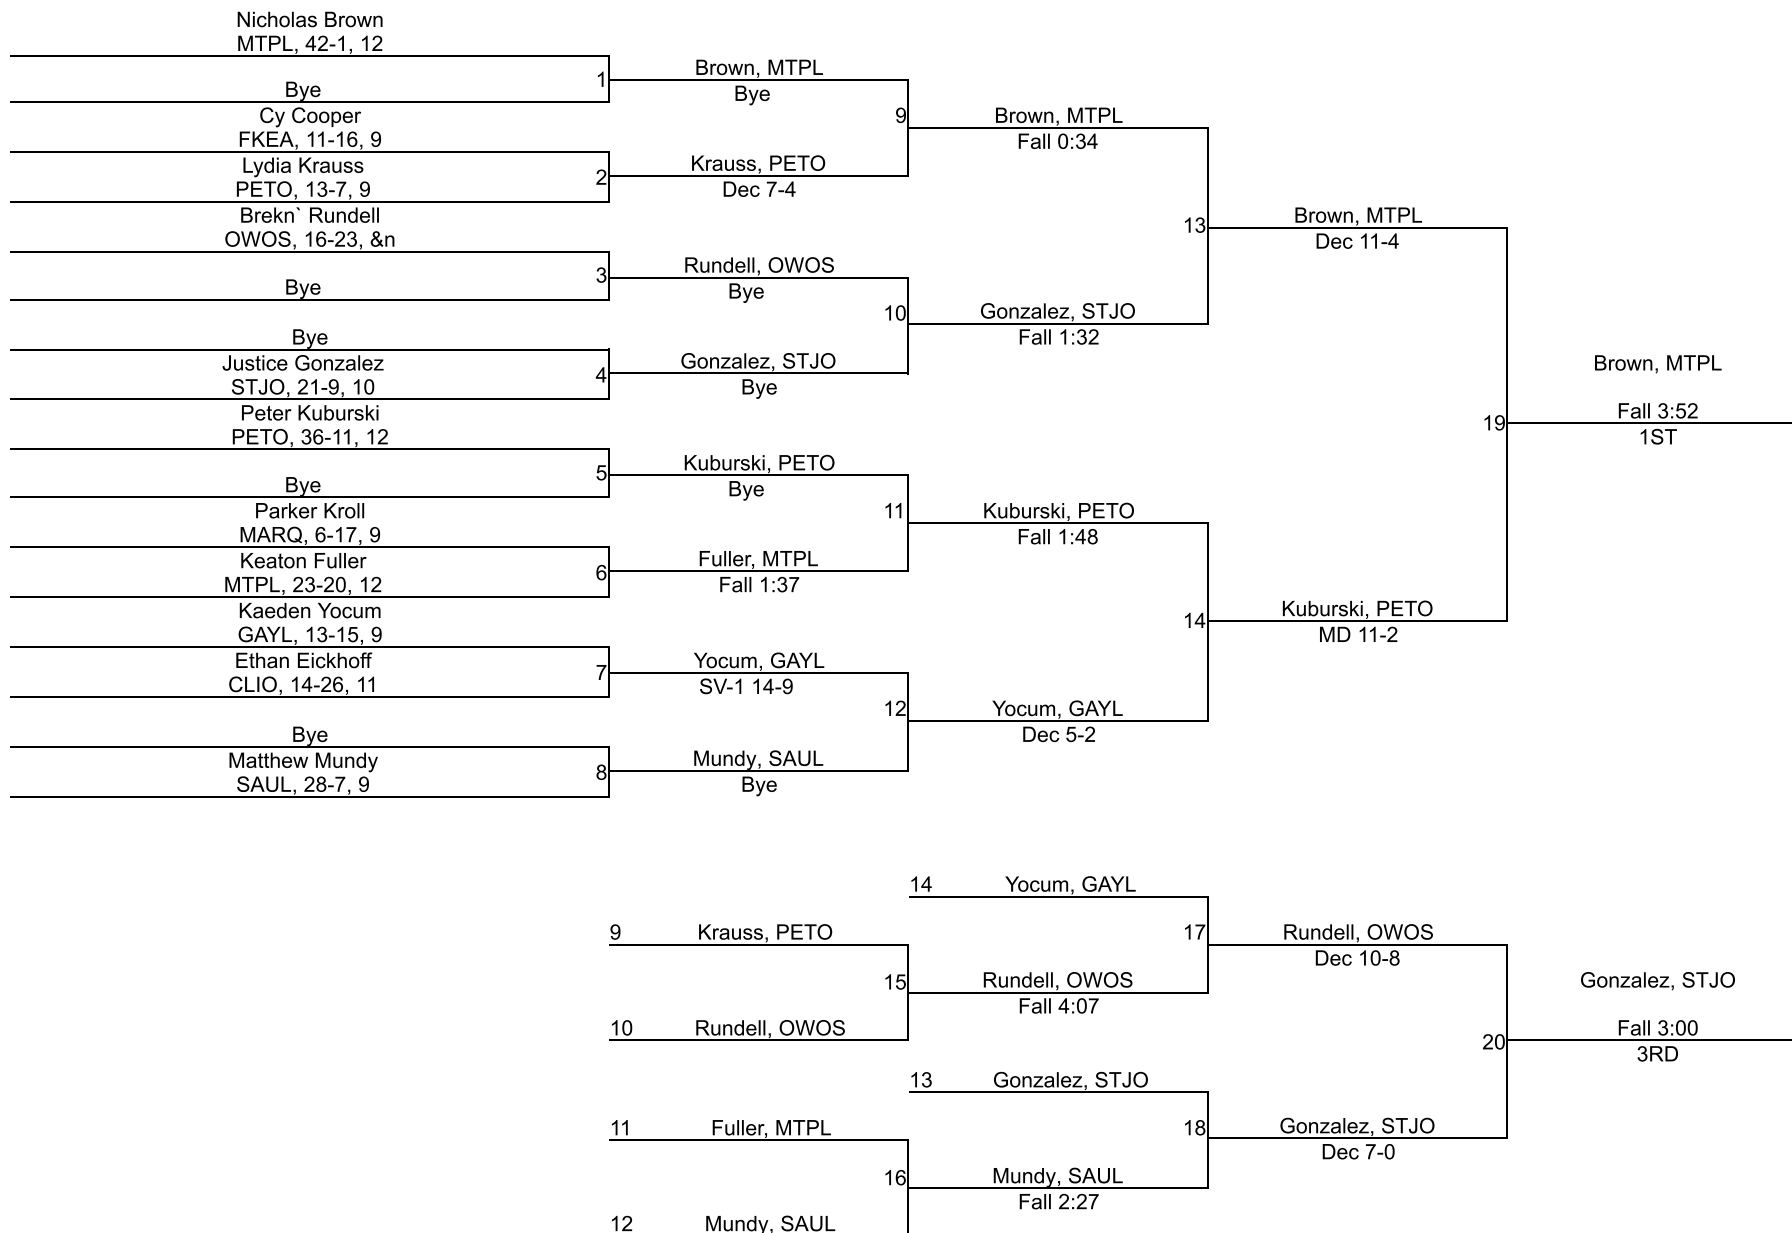 Nicholas Brown
MTPL, 42-1, 12
Bye
1
Cy Cooper
FKEA, 11-16, 9
Lydia Krauss
PETO, 13-7, 9
2
Brekn` Rundell
OWOS, 16-23, &n
Bye
3
Bye
Justice Gonzalez
STJO, 21-9, 10
4
Peter Kuburski
PETO, 36-11, 12
Bye
5
Parker Kroll
MARQ, 6-17, 9
Keaton Fuller
MTPL, 23-20, 12
6
Kaeden Yocum
GAYL, 13-15, 9
Ethan Eickhoff
CLIO, 14-26, 11
7
Bye
Matthew Mundy
SAUL, 28-7, 9
8
Brown, MTPL
Bye
9
Krauss, PETO
Dec 7-4
Rundell, OWOS
Bye
10
Gonzalez, STJO
Bye
Kuburski, PETO
Bye
11
Fuller, MTPL
Fall 1:37
Yocum, GAYL
SV-1 14-9
12
Mundy, SAUL
Bye
Brown, MTPL
Fall 0:34
13
Gonzalez, STJO
Fall 1:32
Kuburski, PETO
Fall 1:48
14
Yocum, GAYL
Dec 5-2
Brown, MTPL
Dec 11-4
19
Kuburski, PETO
MD 11-2
Brown, MTPL
Fall 3:52
1ST
9 Krauss, PETO
15
10 Rundell, OWOS
11 Fuller, MTPL
16
12 Mundy, SAUL
14 Yocum, GAYL
17
Rundell, OWOS
Fall 4:07
13 Gonzalez, STJO
18
Mundy, SAUL
Fall 2:27
Rundell, OWOS
Dec 10-8
20
Gonzalez, STJO
Dec 7-0
Gonzalez, STJO
Fall 3:00
3RD